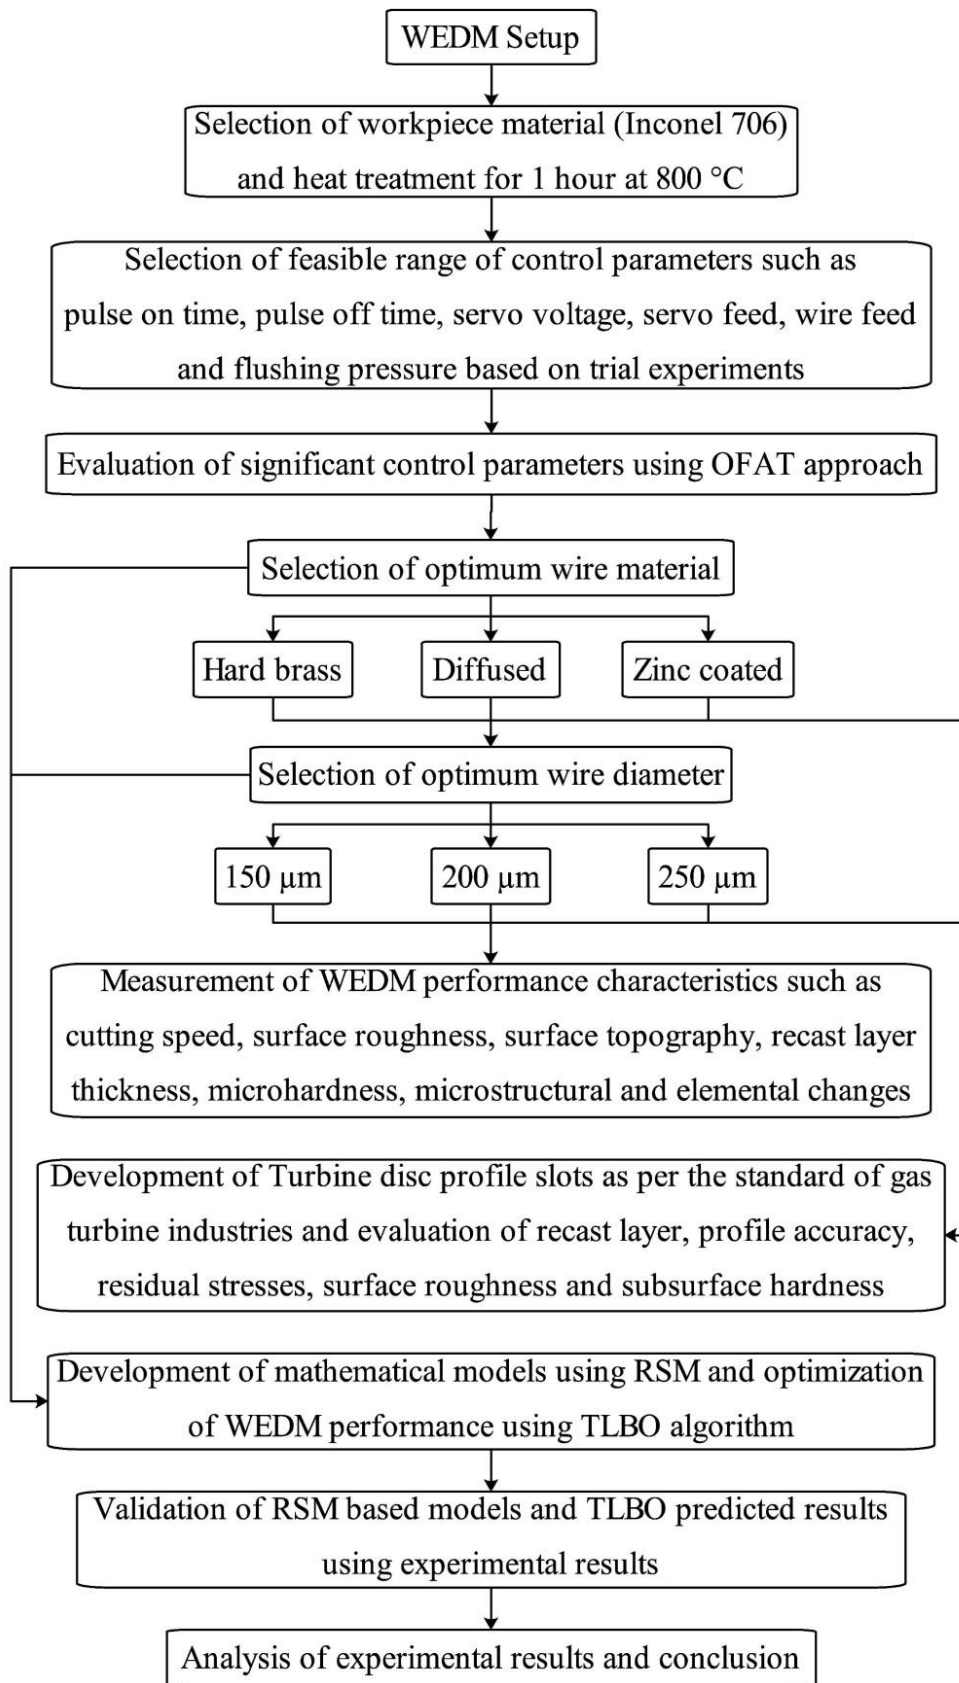 WEDM Setup
Selection of workpiece material (Inconel 706)
and heat treatment for 1 hour at 800 °C
Selection of feasible range of control parameters such as
pulse on time, pulse off time, servo voltage, servo feed, wire feed
and flushing pressure based on trial experiments
Evaluation of significant control parameters using OFAT approach
Selection of optimum wire material
Hard brass
Diffused
Zinc coated
Selection of optimum wire diameter
150 µm
200 µm
250 µm
Measurement of WEDM performance characteristics such as
cutting speed, surface roughness, surface topography, recast layer
thickness, microhardness, microstructural and elemental changes
Development of Turbine disc profile slots as per the standard of gas
turbine industries and evaluation of recast layer, profile accuracy,
residual stresses, surface roughness and subsurface hardness
Development of mathematical models using RSM and optimization
of WEDM performance using TLBO algorithm
Validation of RSM based models and TLBO predicted results
using experimental results
Analysis of experimental results and conclusion